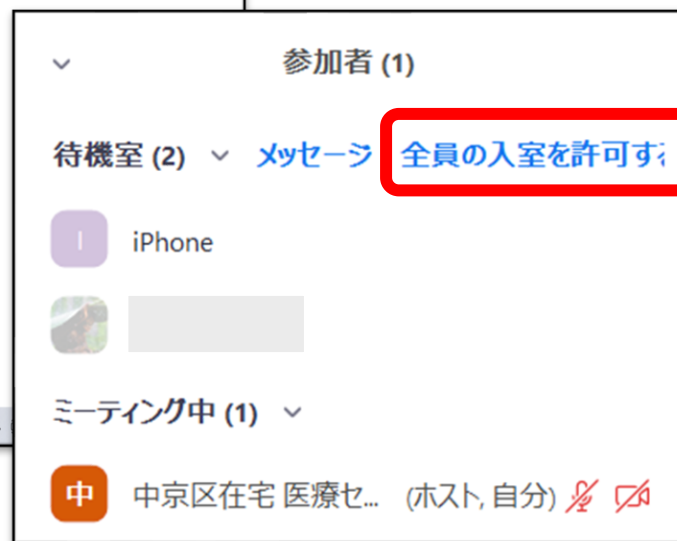 参加者 (1)
待機室 (2) メッセージ 全員の入室を許可す
I iPhone
ミーティング中 (1)
中 中京区在宅 医療セ... (ホスト, 自分)